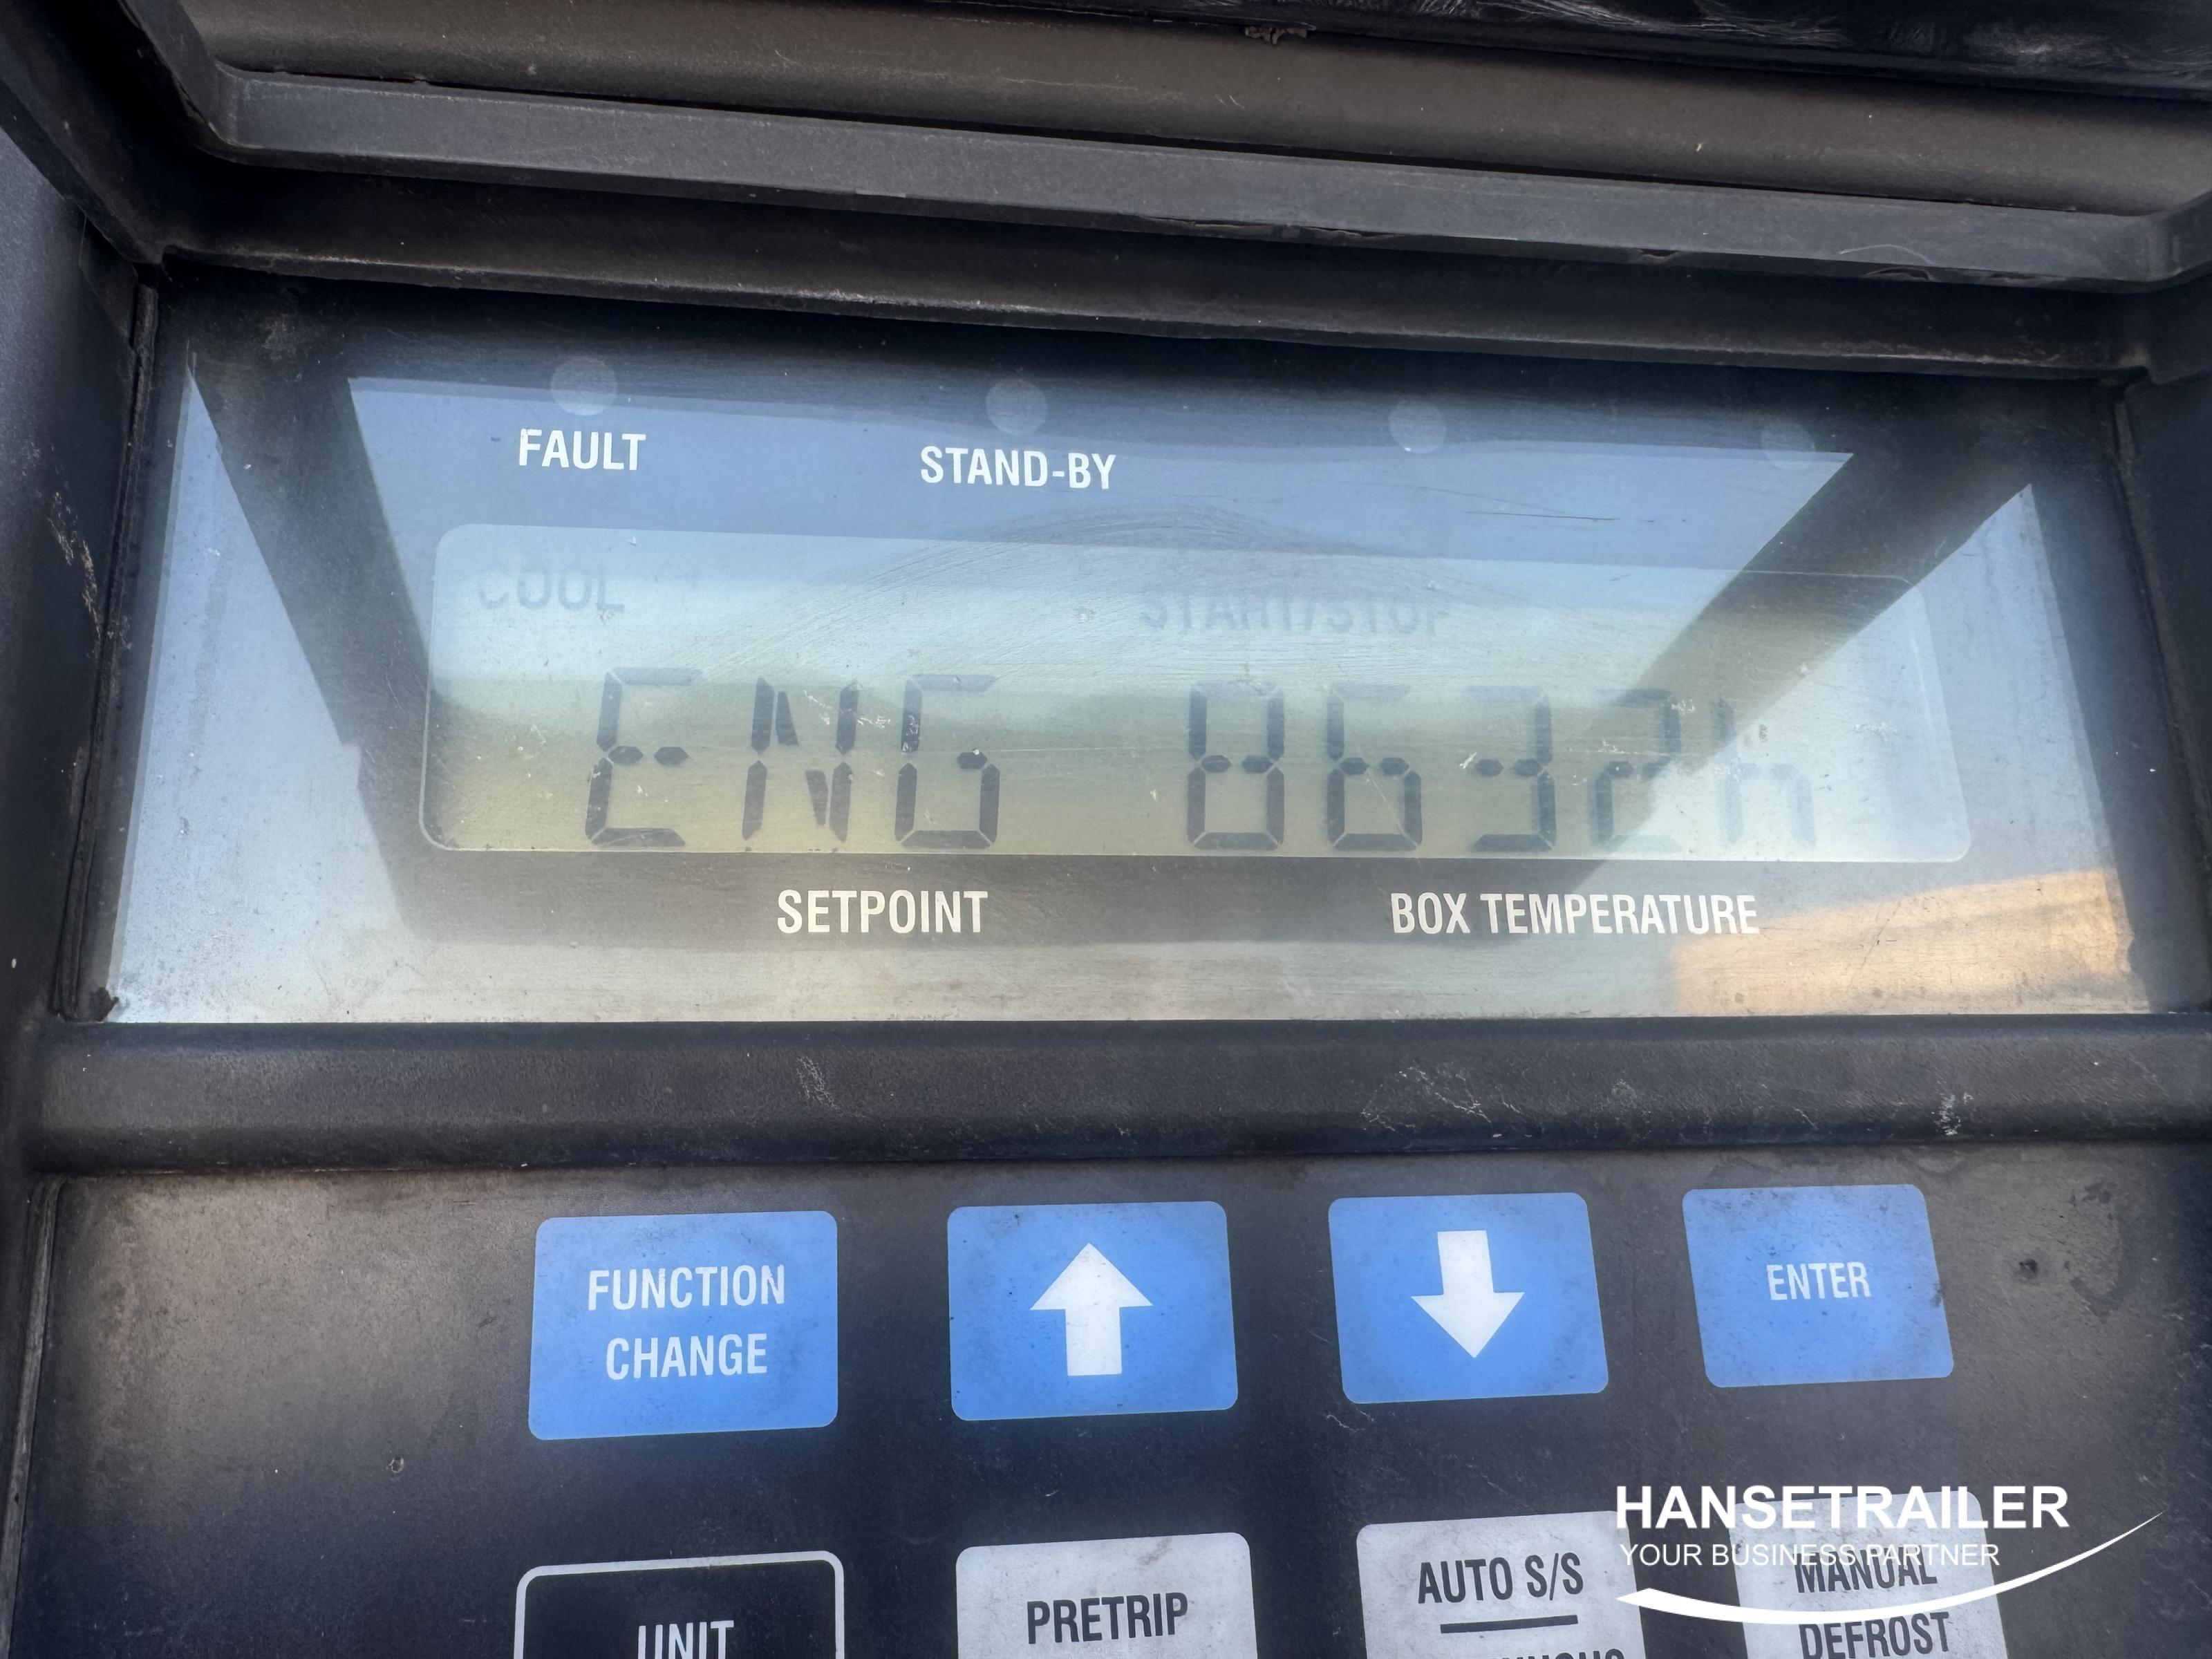 FAULT
STAND-BY
COOL
START/STOP
ENG 8632H
SETPOINT
BOX TEMPERATURE
FUNCTION
CHANGE
ENTER
HANSETRAILER
YOUR BUSINESS PARTNER
UNIT
PRETRIP
AUTO S/S
MANUAL
DEFROST